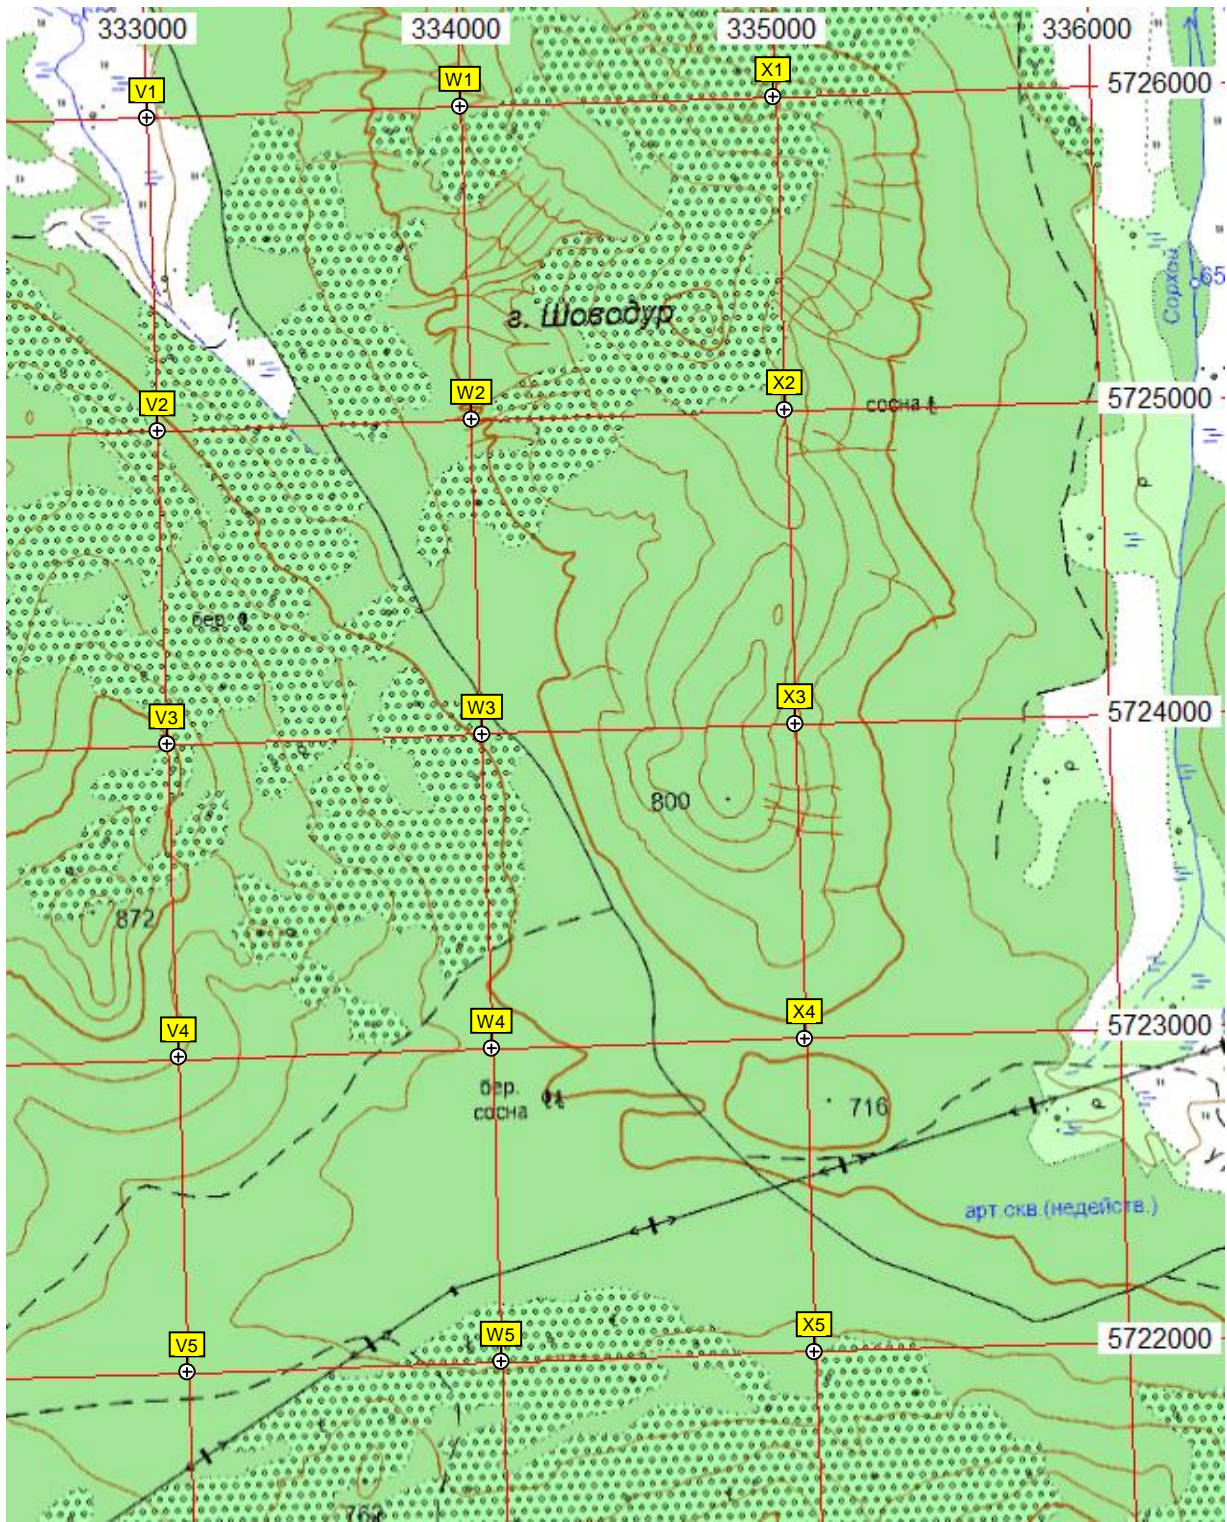 333000 334000 335000 336000
V1 W1 X1 5726000
65
Сорхой
г. Шободур
V2 W2 X2 5725000
сосна
бер.
V3 W3 X3 5724000
800
872
V4 W4 X4 5723000
бер.
сосна
716
арт.скв.(недейств.)
V5 W5 X5 5722000